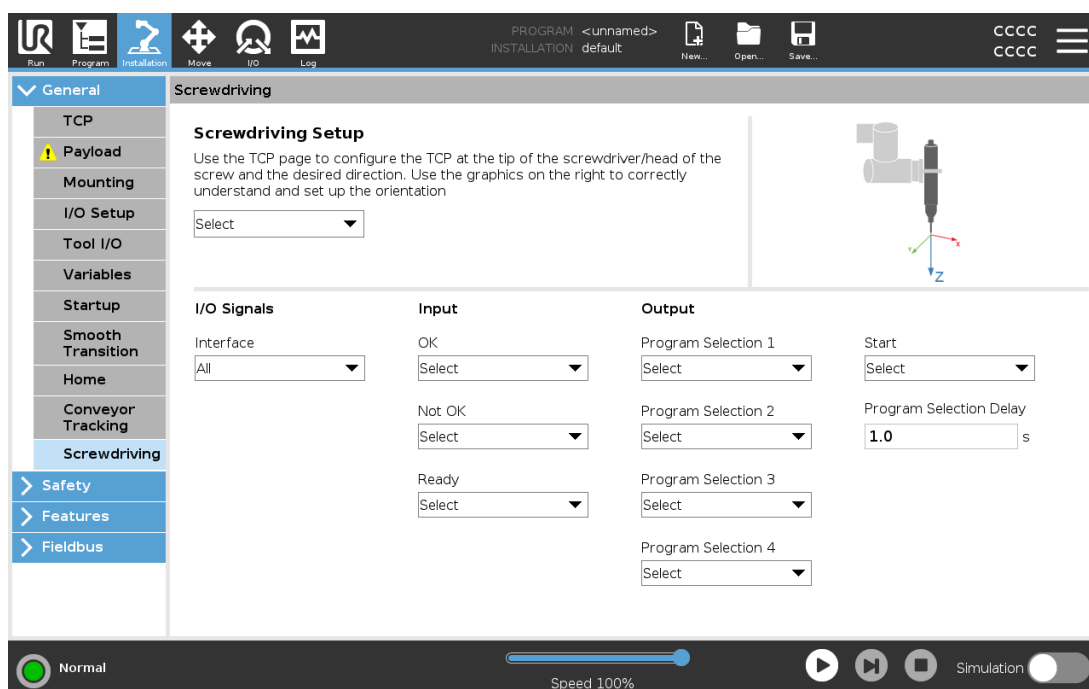 PROGRAM <unnamed>
INSTALLATION default
CCCC
CCCC
Run
Program
Installation
Move
I/O
Log
New...
Open...
Save...
General
TCP
Payload
Mounting
I/O Setup
Tool I/O
Variables
Startup
Smooth
Transition
Home
Conveyor
Tracking
Screwdriving
Safety
Features
Fieldbus
Screwdriving
Screwdriving Setup
Use the TCP page to configure the TCP at the tip of the screwdriver/head of the
screw and the desired direction. Use the graphics on the right to correctly
understand and set up the orientation
Select
X
Y
Z
I/O Signals
Interface
All
Input
OK
Select
Not OK
Select
Ready
Select
Output
Program Selection 1
Select
Program Selection 2
Select
Program Selection 3
Select
Program Selection 4
Select
Start
Select
Program Selection Delay
1.0 s
Normal
Speed 100%
Simulation